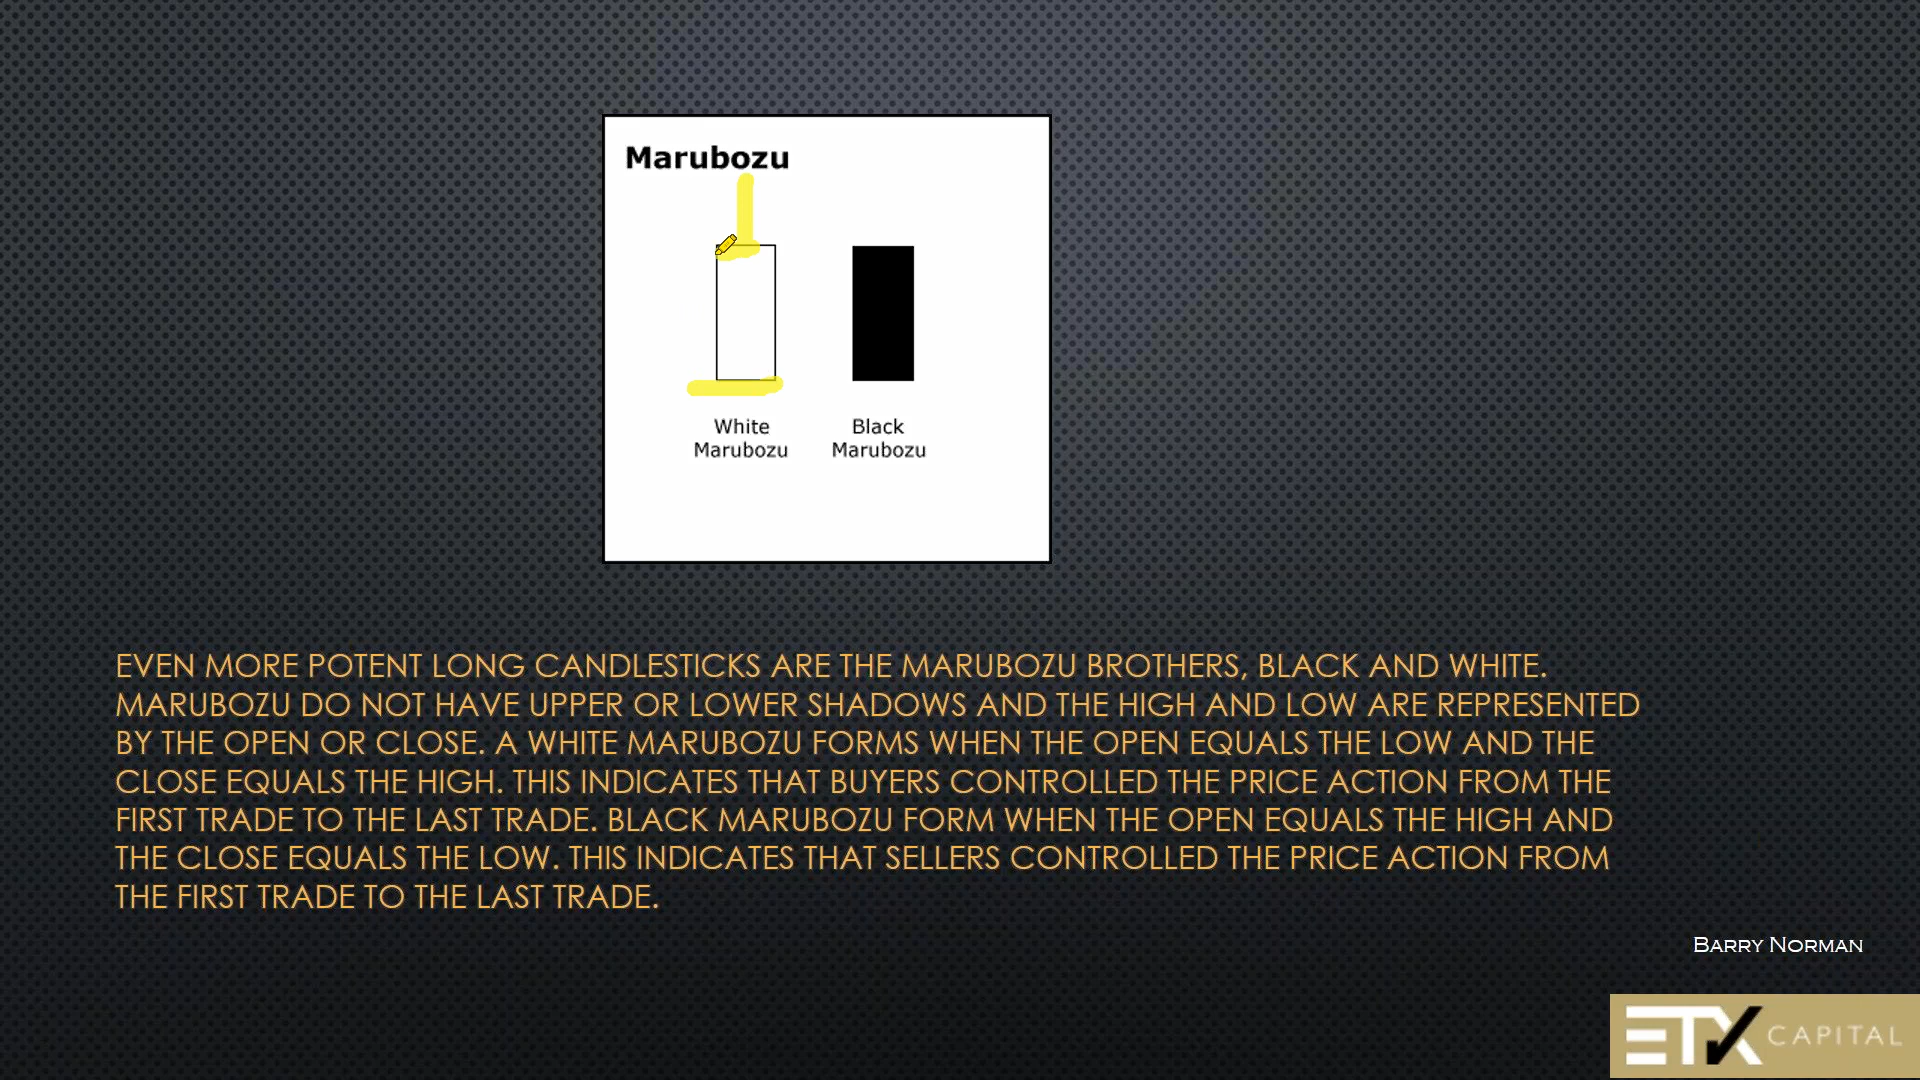 Marubozu
White Black
Marubozu Marubozu
EVEN MORE POTENT LONG CANDLESTICKS ARE THE MARUBOZU BROTHERS, BLACK AND WHITE.
MARUBOZU DO NOT HAVE UPPER OR LOWER SHADOWS AND THE HIGH AND LOW ARE REPRESENTED
BY THE OPEN OR CLOSE. A WHITE MARUBOZU FORMS WHEN THE OPEN EQUALS THE LOW AND THE
CLOSE EQUALS THE HIGH. THIS INDICATES THAT BUYERS CONTROLLED THE PRICE ACTION FROM THE
FIRST TRADE TO THE LAST TRADE. BLACK MARUBOZU FORM WHEN THE OPEN EQUALS THE HIGH AND
THE CLOSE EQUALS THE LOW. THIS INDICATES THAT SELLERS CONTROLLED THE PRICE ACTION FROM
THE FIRST TRADE TO THE LAST TRADE.
Barry Norman
ETX CAPITAL